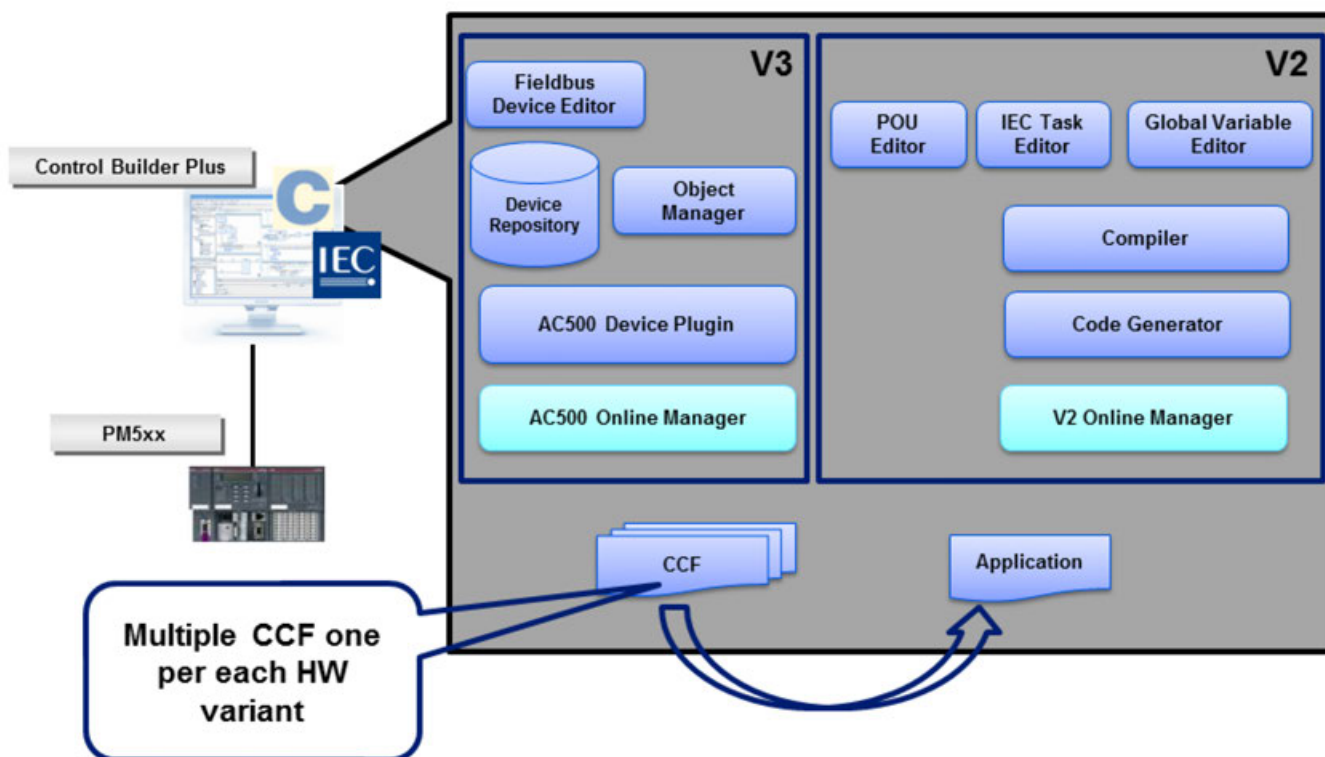 V3
V2
Fieldbus
Device Editor
POU
Editor
IEC Task
Editor
Global Variable
Editor
Control Builder Plus
C
IEC
Device
Repository
Object
Manager
Compiler
AC500 Device Plugin
Code Generator
AC500 Online Manager
V2 Online Manager
PM5xx
CCF
Application
Multiple CCF one
per each HW
variant